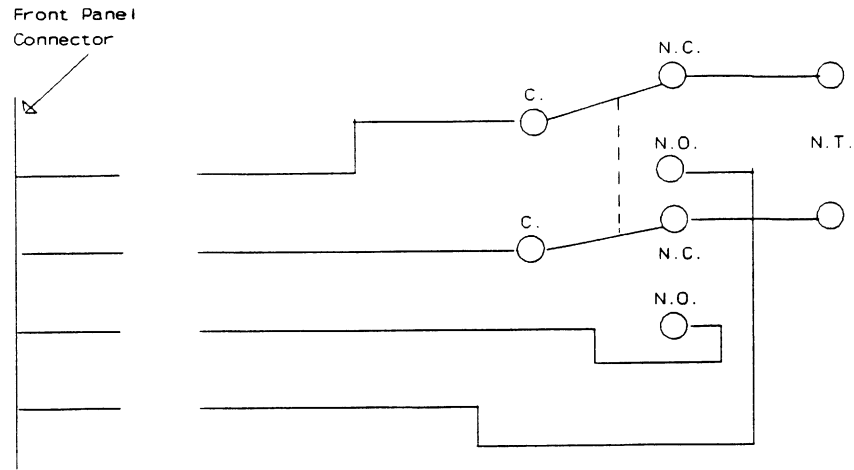 Front Panel
Connector
N.C.
C.
N.O.
N.T.
C.
N.C.
N.O.